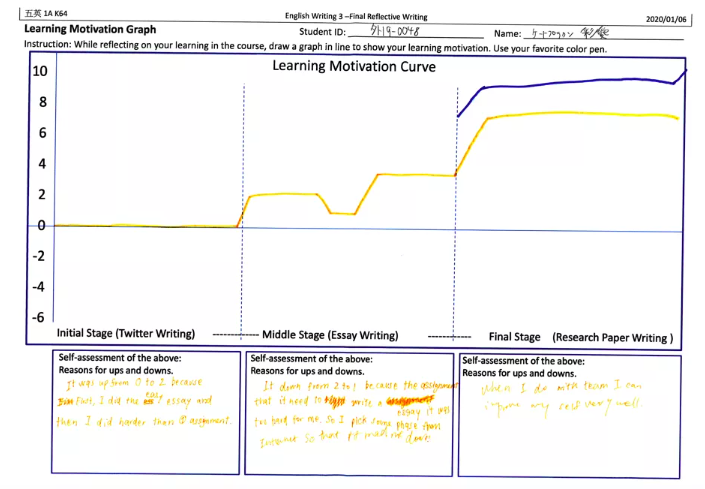 五英 1A K64
English Writing 3 –Final Reflective Writing
2020/01/06
Learning Motivation Graph
Student ID:
Name:
Instruction: While reflecting on your learning in the course, draw a graph in line to show your learning motivation. Use your favorite color pen.
Learning Motivation Curve
10
8
6
4
2
0
-2
-4
-6
Initial Stage (Twitter Writing)
Middle Stage (Essay Writing)
Final Stage (Research Paper Writing )
Self-assessment of the above:
Reasons for ups and downs.
It was up from 0 to 2 because
First, I did the easy essay and
then I did harder then assignment.
Self-assessment of the above:
Reasons for ups and downs.
It down from 2 to 1 because the assignment
that it need to write a
essay it was
too hard for me. So I pick some phase from
Internet So that
down.
Self-assessment of the above:
Reasons for ups and downs.
When I do with them I can
improve my self very well.